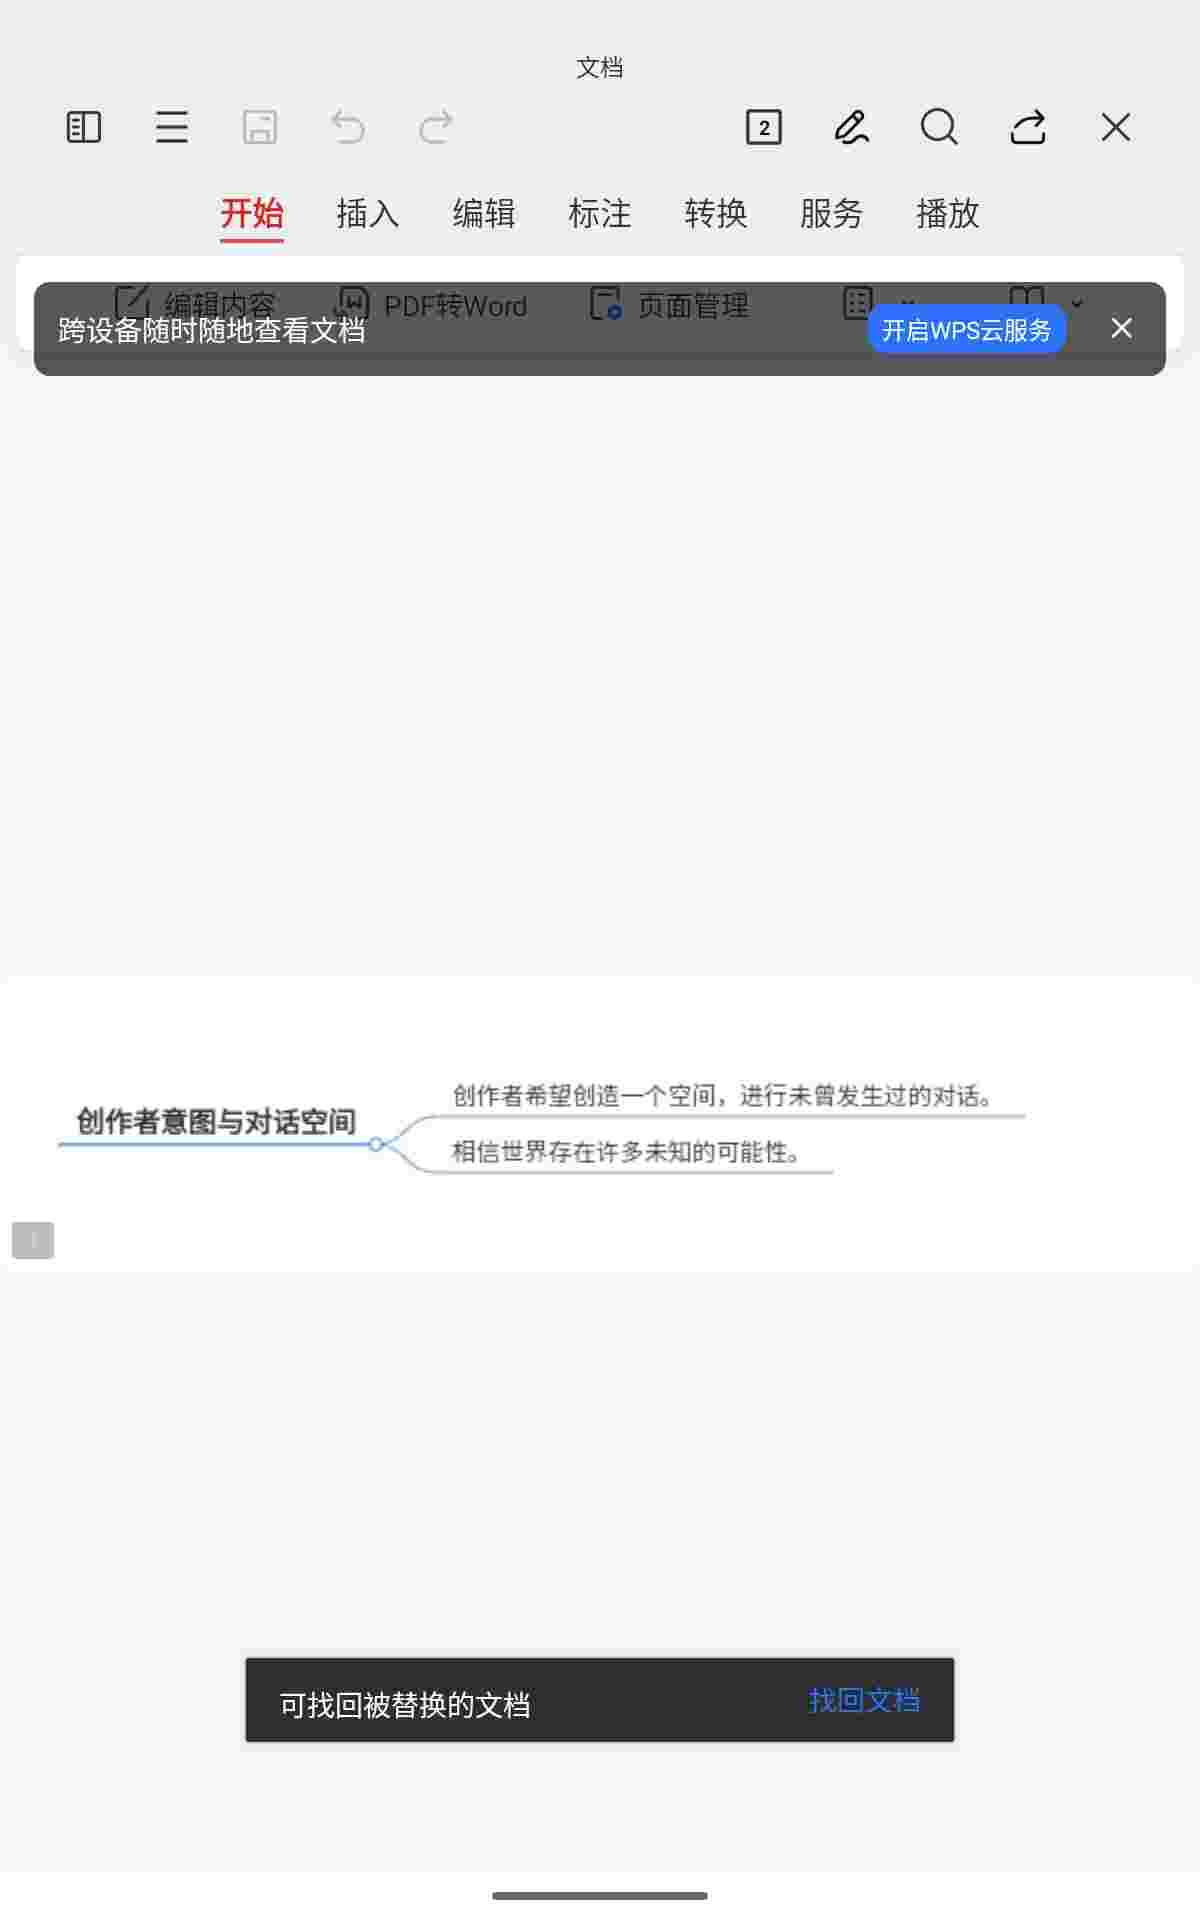 文档
2
开始 插入 编辑 标注 转换 服务 播放
编辑内容 PDF转Word 页面管理
跨设备随时随地查看文档 开启WPS云服务
创作者希望创造一个空间，进行未曾发生过的对话。
创作者意图与对话空间
相信世界存在许多未知的可能性。
可找回被替换的文档 找回文档